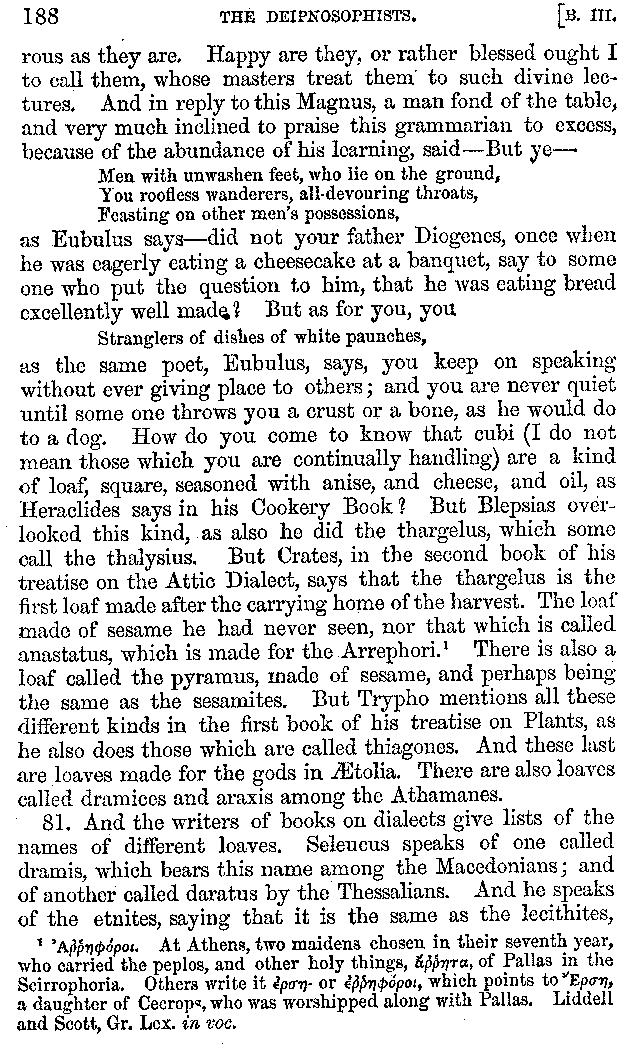 188 THE DEIPNOSOPHISTS. [B. III.
rous as they are. Happy are they, or rather blessed ought I
to call them, whose masters treat them to such divine lec-
tures. And in reply to this Magnus, a man fond of the table,
and very much inclined to praise this grammarian to excess,
because of the abundance of his learning, said—But ye—
Men with unwashen feet, who lie on the ground,
You roofless wanderers, all-devouring throats,
Feasting on other men's possessions,
as Eubulus says—did not your father Diogenes, once when
he was eagerly eating a cheesecake at a banquet, say to some
one who put the question to him, that he was eating bread
excellently well made? But as for you, you
Stranglers of dishes of white paunches,
as the same poet, Eubulus, says, you keep on speaking
without ever giving place to others; and you are never quiet
until some one throws you a crust or a bone, as he would do
to a dog. How do you come to know that cubi (I do not
mean those which you are continually handling) are a kind
of loaf, square, seasoned with anise, and cheese, and oil, as
Heraclides says in his Cookery Book? But Blepsias over-
looked this kind, as also he did the thargelus, which some
call the thalysius. But Crates, in the second book of his
treatise on the Attic Dialect, says that the thargelus is the
first loaf made after the carrying home of the harvest. The loaf
made of sesame he had never seen, nor that which is called
anastatus, which is made for the Arrephori.¹ There is also a
loaf called the pyramus, made of sesame, and perhaps being
the same as the sesamites. But Trypho mentions all these
different kinds in the first book of his treatise on Plants, as
he also does those which are called thiagones. And these last
are loaves made for the gods in Ætolia. There are also loaves
called dramices and araxis among the Athamanes.
81. And the writers of books on dialects give lists of the
names of different loaves. Seleucus speaks of one called
dramis, which bears this name among the Macedonians; and
of another called daratus by the Thessalians. And he speaks
of the etnites, saying that it is the same as the lecithites,
¹ Ἀῤῥηφόροι. At Athens, two maidens chosen in their seventh year,
who carried the peplos, and other holy things, ἄῤῥητα, of Pallas in the
Scirrophoria. Others write it ἐρση- or ἐῤῥηφόροι, which points to Ἔρση,
a daughter of Cecrops, who was worshipped along with Pallas. Liddell
and Scott, Gr. Lex. in voc.